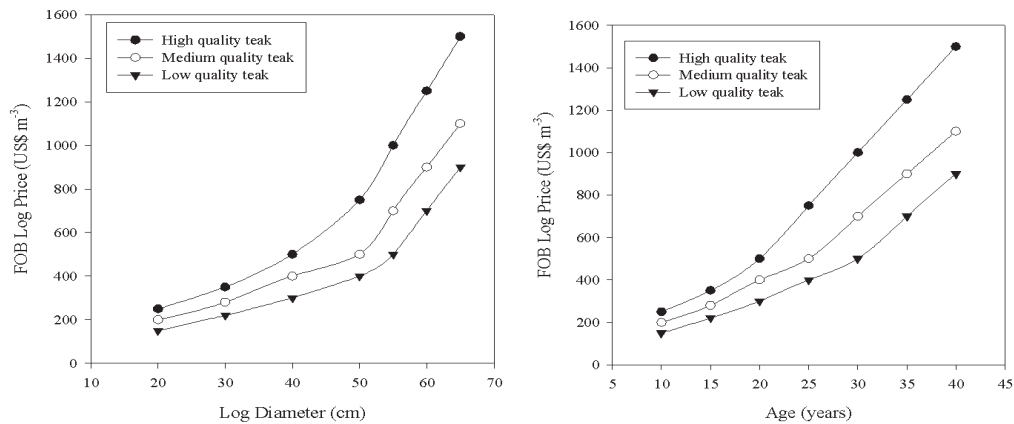 FOB Log Price (US$ m-3)
1600
1400
1200
1000
800
600
400
200
0
High quality teak
Medium quality teak
Low quality teak
10 20 30 40 50 60 70
Log Diameter (cm)
FOB Log Price (US$ m-3)
1600
1400
1200
1000
800
600
400
200
0
High quality teak
Medium quality teak
Low quality teak
5 10 15 20 25 30 35 40 45
Age (years)